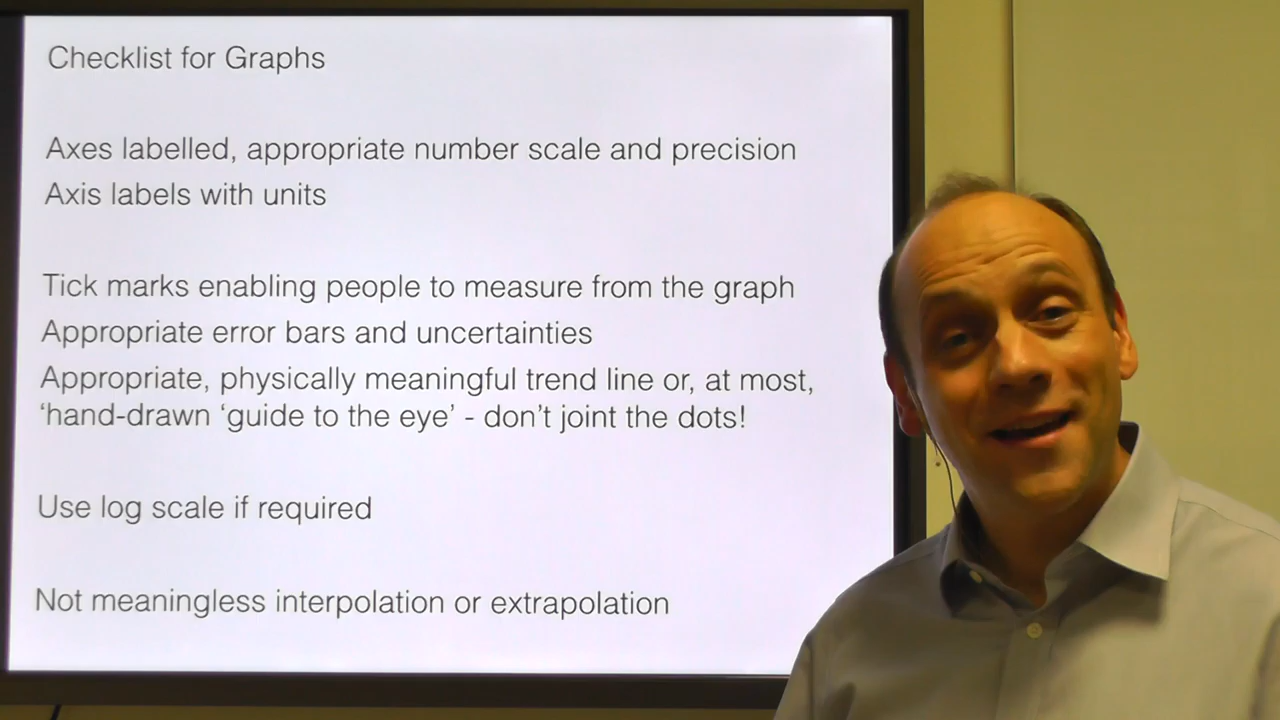 Checklist for Graphs
Axes labelled, appropriate number scale and precision
Axis labels with units
Tick marks enabling people to measure from the graph
Appropriate error bars and uncertainties
Appropriate, physically meaningful trend line or, at most,
‘hand-drawn ‘guide to the eye’ - don’t joint the dots!
Use log scale if required
Not meaningless interpolation or extrapolation